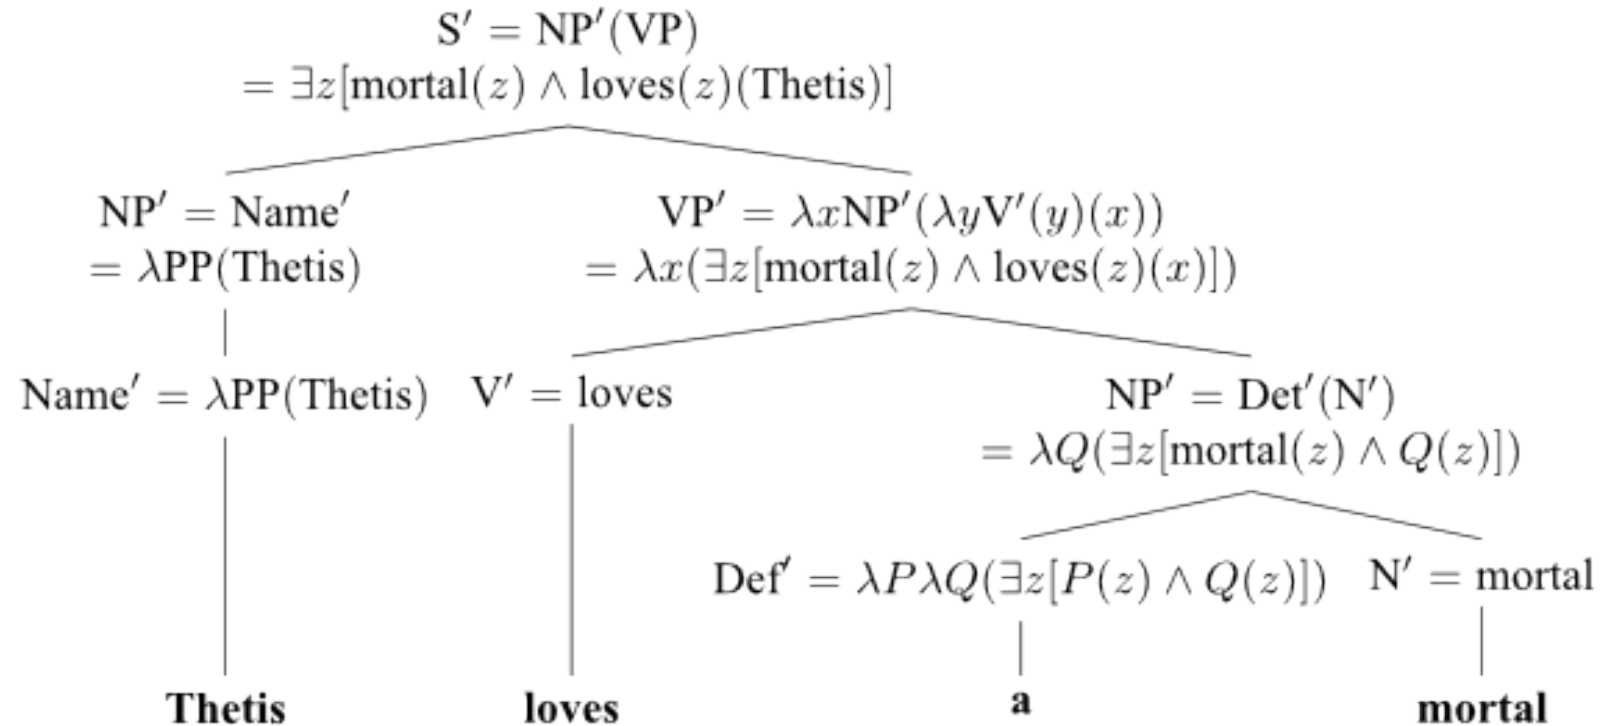 S′ = NP′(VP)
= ∃z[mortal(z) ∧ loves(z)(Thetis)]
NP′ = Name′
= λPP(Thetis)
VP′ = λxNP′(λyV′(y)(x))
= λx(∃z[mortal(z) ∧ loves(z)(x)])
Name′ = λPP(Thetis)
V′ = loves
NP′ = Det′(N′)
= λQ(∃z[mortal(z) ∧ Q(z)])
Def′ = λPλQ(∃z[P(z) ∧ Q(z)])
N′ = mortal
Thetis loves a mortal